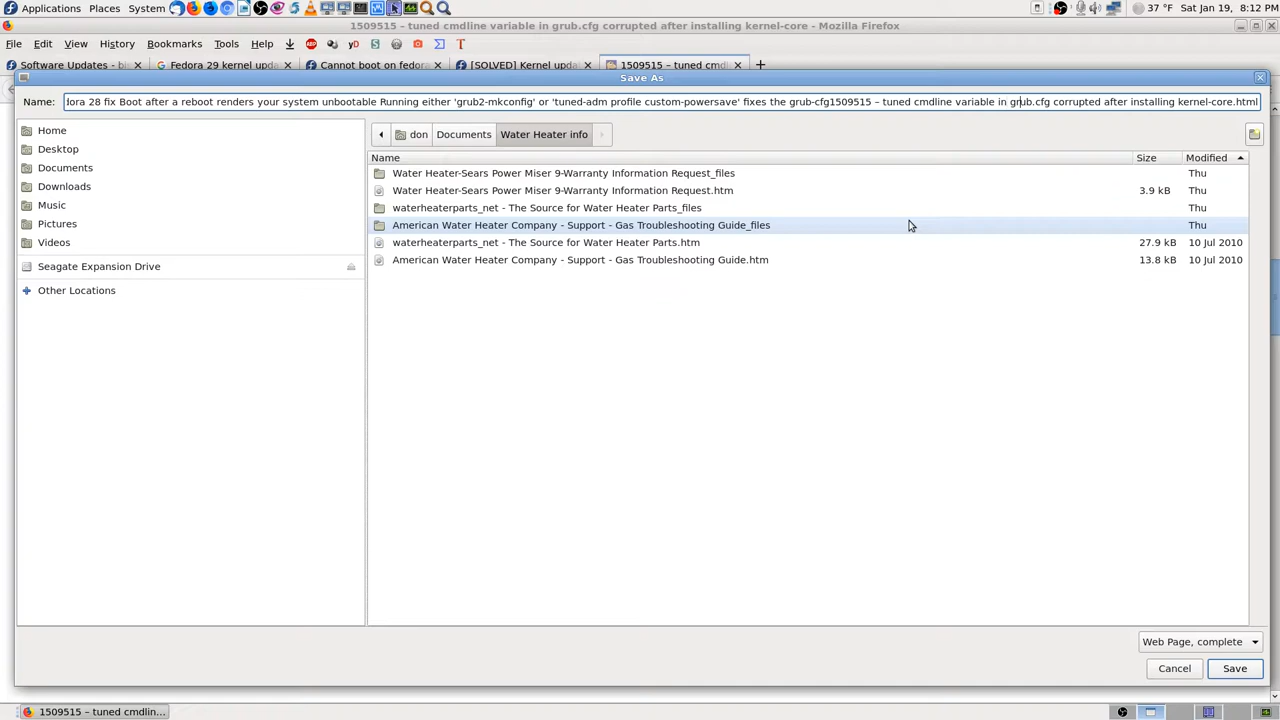 Applications Places System 37 °F Sat Jan 19, 8:12 PM
1509515 – tuned cmdline variable in grub.cfg corrupted after installing kernel-core - Mozilla Firefox
File Edit View History Bookmarks Tools Help ABP yD S T
Software Updates - bis Fedora 29 kernel upda Cannot boot on fedora [SOLVED] Kernel updat 1509515 – tuned cmdl
Save As
Name: dora 28 fix Boot after a reboot renders your system unbootable Running either 'grub2-mkconfig' or 'tuned-adm profile custom-powersave' fixes the grub-cfg1509515 – tuned cmdline variable in grub.cfg corrupted after installing kernel-core.html
Home
Desktop
Documents
Downloads
Music
Pictures
Videos
Seagate Expansion Drive
Other Locations
don Documents Water Heater info
Name Size Modified
Water Heater-Sears Power Miser 9-Warranty Information Request_files Thu
Water Heater-Sears Power Miser 9-Warranty Information Request.htm 3.9 kB Thu
waterheaterparts_net - The Source for Water Heater Parts_files Thu
American Water Heater Company - Support - Gas Troubleshooting Guide_files Thu
waterheaterparts_net - The Source for Water Heater Parts.htm 27.9 kB 10 Jul 2010
American Water Heater Company - Support - Gas Troubleshooting Guide.htm 13.8 kB 10 Jul 2010
Web Page, complete
Cancel Save
1509515 – tuned cmdlin...